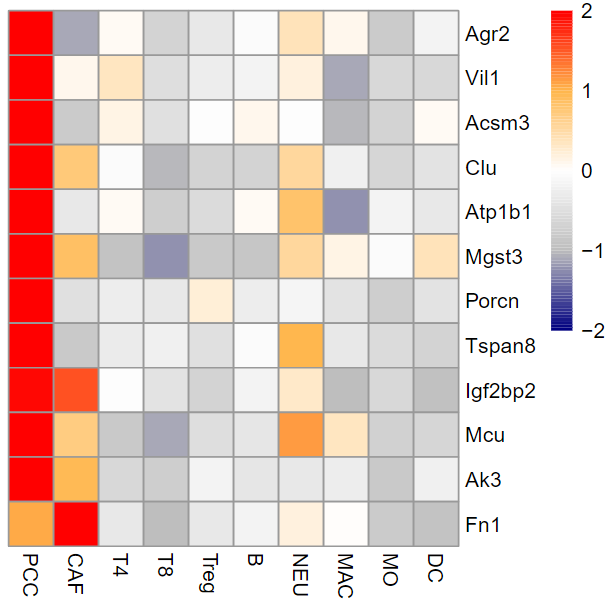 Agr2
Vil1
Acsm3
Clu
Atp1b1
Mgst3
Porcn
Tspan8
Igf2bp2
Mcu
Ak3
Fn1
PCC CAF T4 T8 Treg B NEU MAC MO DC
2
1
0
−1
−2